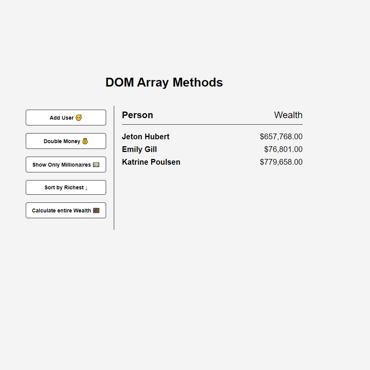 DOM Array Methods
Add User 🤑
Double Money 💰
Show Only Millionaires 💵
Sort by Richest ↓
Calculate entire Wealth 🧮
Person Wealth
Jeton Hubert $657,768.00
Emily Gill $76,801.00
Katrine Poulsen $779,658.00